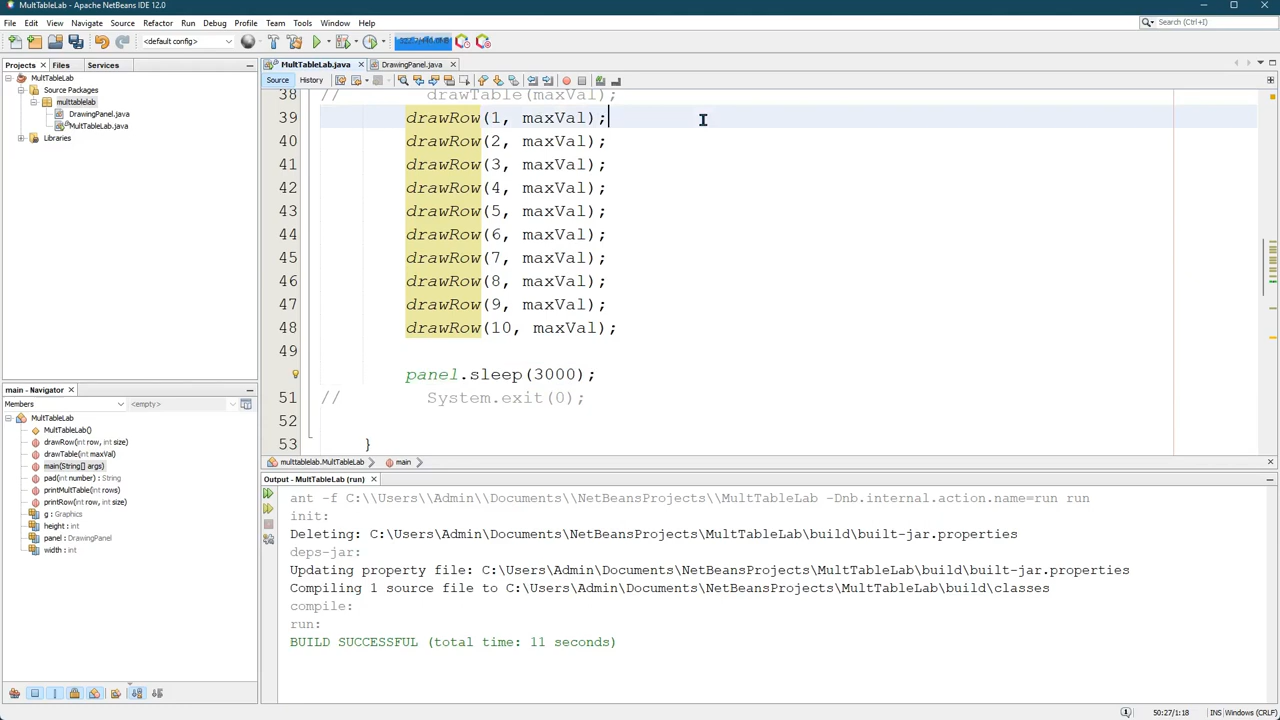 MultTableLab - Apache NetBeans IDE 12.0
File Edit View Navigate Source Refactor Run Debug Profile Team Tools Window Help
Search (Ctrl+I)
<default config>
Projects Files Services
MultTableLab.java DrawingPanel.java
Source History
MultTableLab
Source Packages
multtablelab
DrawingPanel.java
MultTableLab.java
Libraries
38 // drawTable(maxVal);
39 drawRow(1, maxVal);
40 drawRow(2, maxVal);
41 drawRow(3, maxVal);
42 drawRow(4, maxVal);
43 drawRow(5, maxVal);
44 drawRow(6, maxVal);
45 drawRow(7, maxVal);
46 drawRow(8, maxVal);
47 drawRow(9, maxVal);
48 drawRow(10, maxVal);
49
panel.sleep(3000);
51 // System.exit(0);
52
53 }
multtablelab.MultTableLab main
main - Navigator
Members <empty>
MultTableLab
MultTableLab()
drawRow(int row, int size)
drawTable(int maxVal)
main(String[] args)
pad(int number) : String
printMultTable(int rows)
printRow(int row, int size)
g : Graphics
height : int
panel : DrawingPanel
width : int
Output - MultTableLab (run)
ant -f C:\\Users\\Admin\\Documents\\NetBeansProjects\\MultTableLab -Dnb.internal.action.name=run run
init:
Deleting: C:\Users\Admin\Documents\NetBeansProjects\MultTableLab\build\built-jar.properties
deps-jar:
Updating property file: C:\Users\Admin\Documents\NetBeansProjects\MultTableLab\build\built-jar.properties
Compiling 1 source file to C:\Users\Admin\Documents\NetBeansProjects\MultTableLab\build\classes
compile:
run:
BUILD SUCCESSFUL (total time: 11 seconds)
50:27/1:18 INS Windows (CRLF)